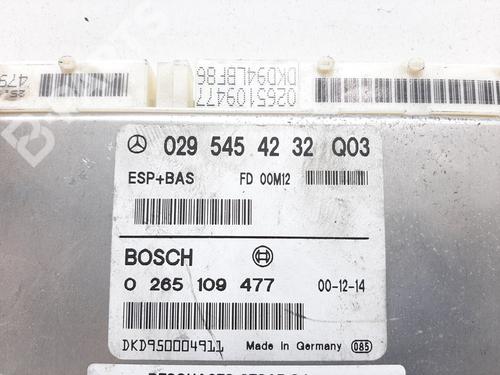 0265109477
DKD94LBF86
479
029 545 42 32 Q03
ESP+BAS FD 00M12
BOSCH
0 265 109 477 00-12-14
DKD950004911 Made in Germany 085